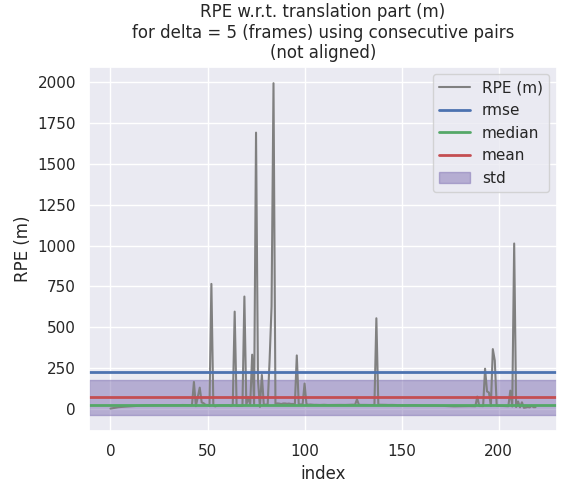 RPE w.r.t. translation part (m)
for delta = 5 (frames) using consecutive pairs
(not aligned)
2000
1750
1500
1250
1000
750
500
250
0
RPE (m)
RPE (m)
rmse
median
mean
std
0
50
100
150
200
index